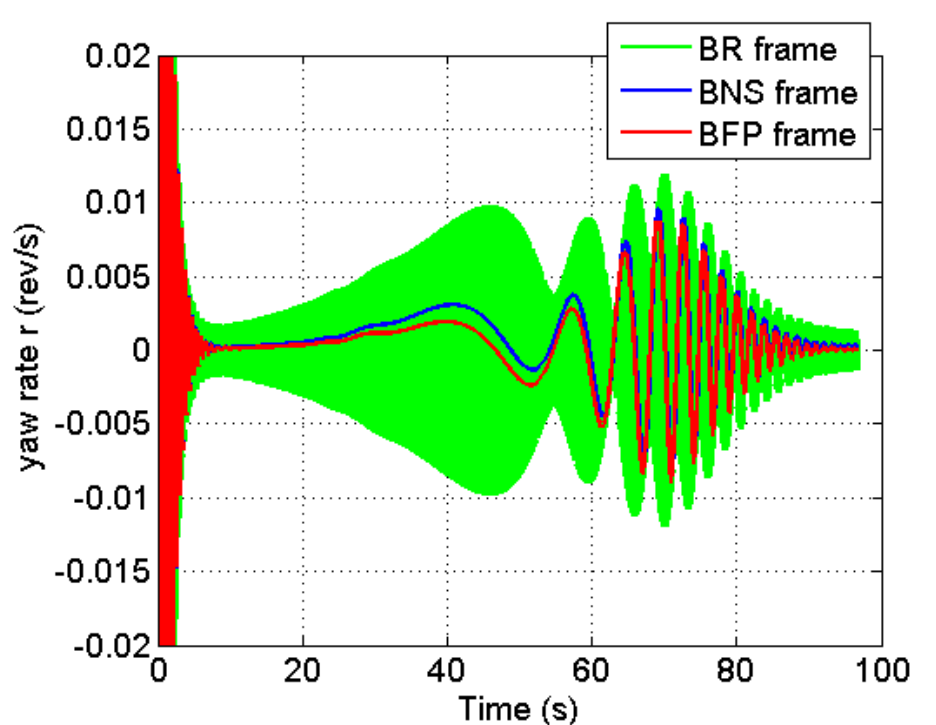 BR frame
BNS frame
BFP frame
yaw rate r (rev/s)
0.02
0.015
0.01
0.005
0
-0.005
-0.01
-0.015
-0.02
0 20 40 60 80 100
Time (s)